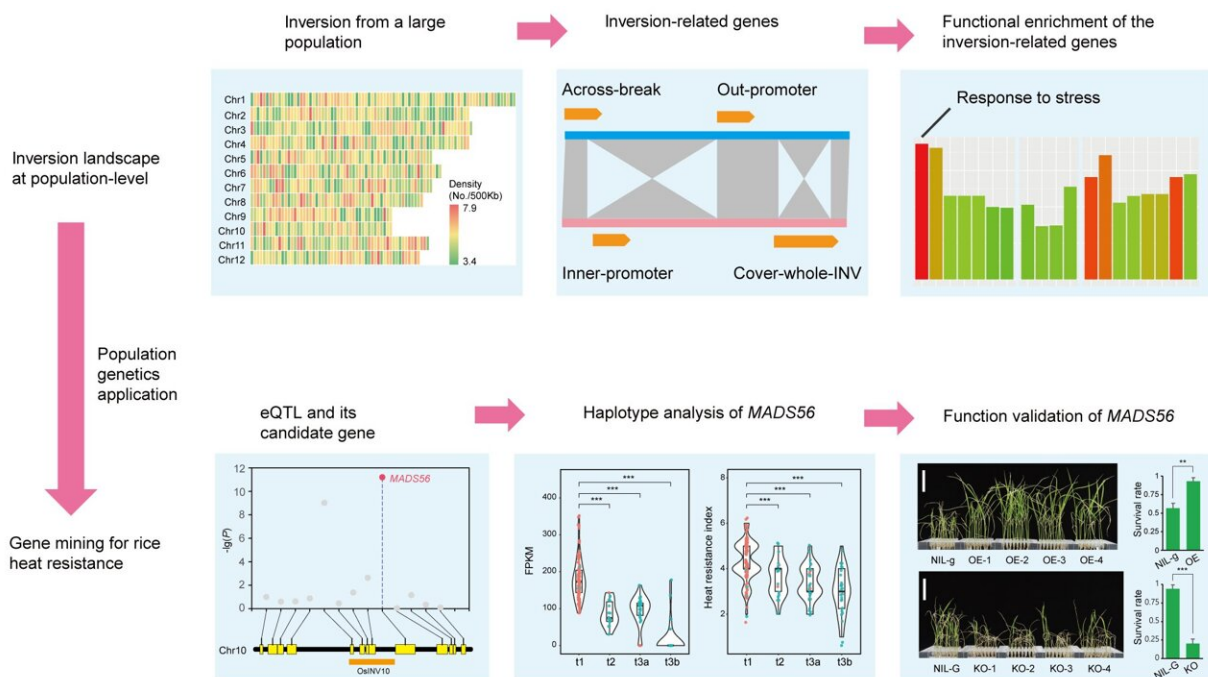 Inversion from a large
population
Inversion-related genes
Functional enrichment of the
inversion-related genes
Inversion landscape
at population-level
Chr1
Chr2
Chr3
Chr4
Chr5
Chr6
Chr7
Chr8
Chr9
Chr10
Chr11
Chr12
Density
(No./500Kb)
7.9
3.4
Across-break
Out-promoter
Inner-promoter
Cover-whole-INV
Response to stress
Population
genetics
application
Gene mining for rice
heat resistance
eQTL and its
candidate gene
Haplotype analysis of MADS56
Function validation of MADS56
-lg(P)
12
10
8
6
4
2
0
MADS56
Chr10
OsINV10
FPKM
400
300
200
100
0
***
***
***
t1 t2 t3a t3b
Heat resistance index
8
6
4
2
0
***
***
***
t1 t2 t3a t3b
NIL-g OE-1 OE-2 OE-3 OE-4
Survival rate
1
0.5
0
**
NIL-g OE
NIL-G KO-1 KO-2 KO-3 KO-4
Survival rate
1
0.5
0
***
NIL-G KO